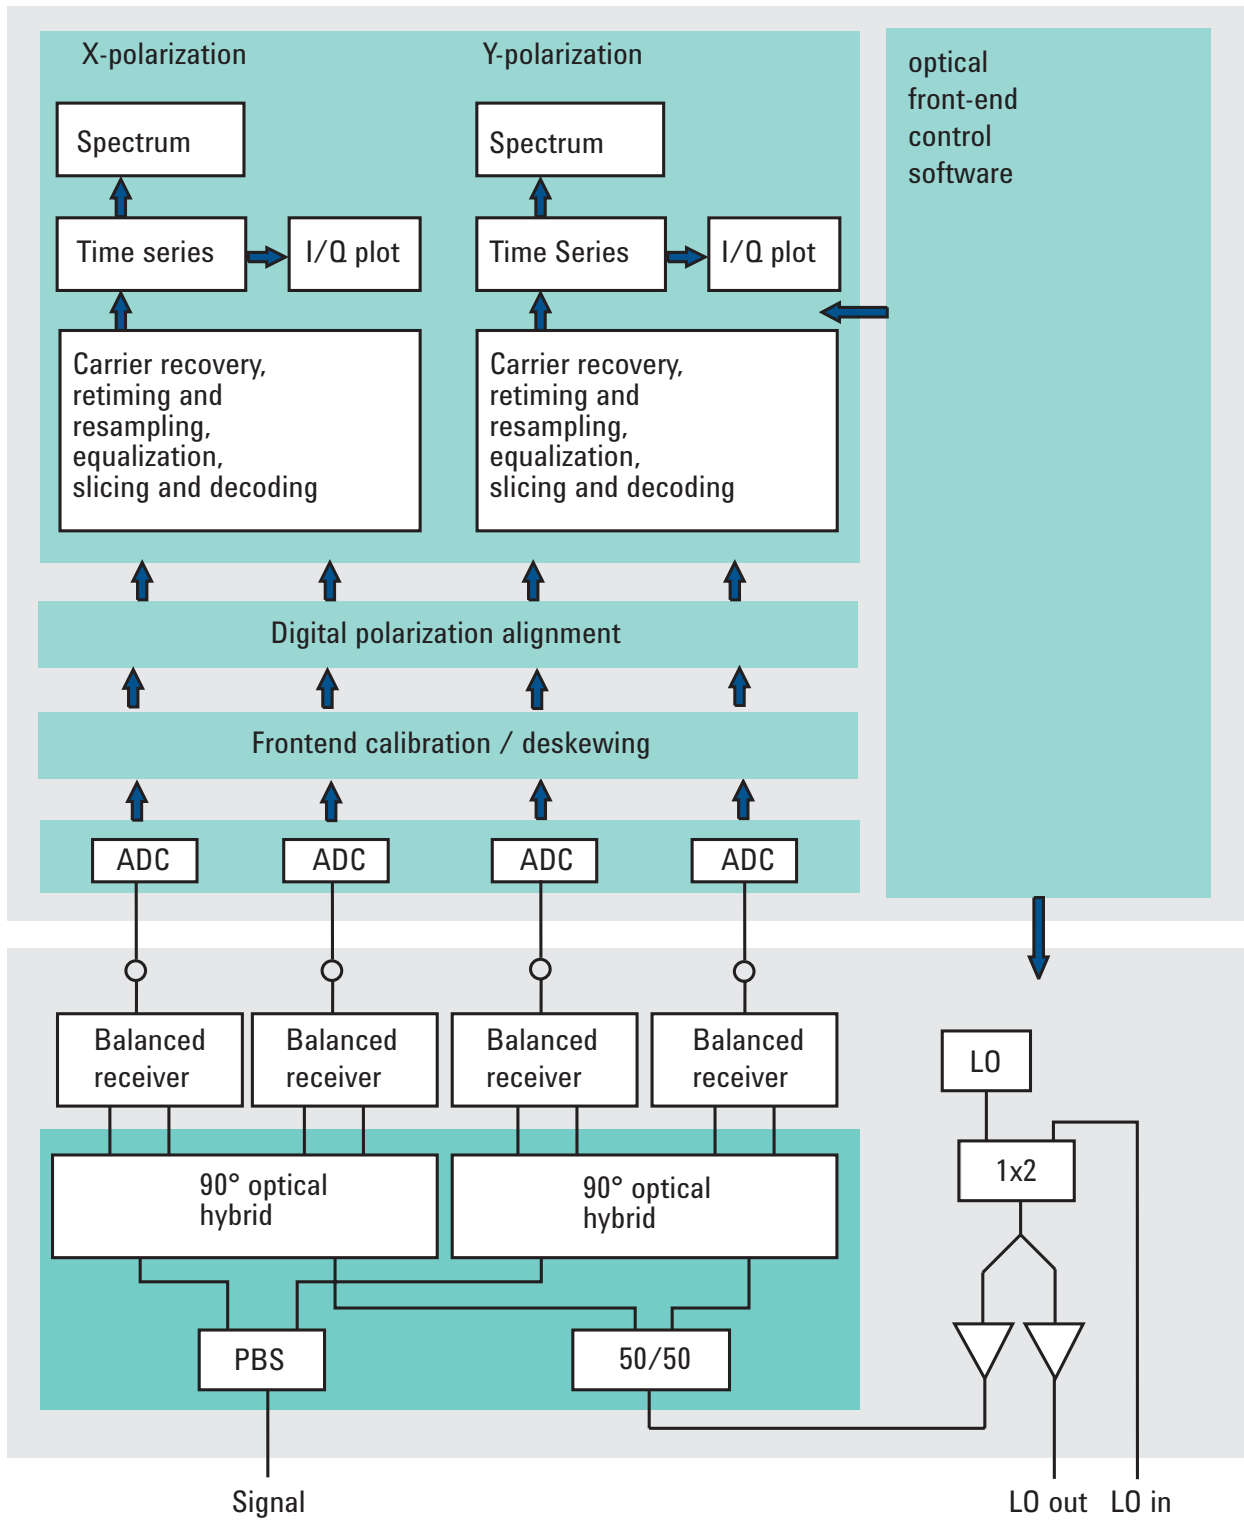 X-polarization
Y-polarization
optical
front-end
control
software
Spectrum
Spectrum
Time series
I/Q plot
Time Series
I/Q plot
Carrier recovery,
retiming and
resampling,
equalization,
slicing and decoding
Carrier recovery,
retiming and
resampling,
equalization,
slicing and decoding
Digital polarization alignment
Frontend calibration / deskewing
ADC
ADC
ADC
ADC
Balanced
receiver
Balanced
receiver
Balanced
receiver
Balanced
receiver
LO
1x2
90° optical
hybrid
90° optical
hybrid
PBS
50/50
Signal
LO out
LO in